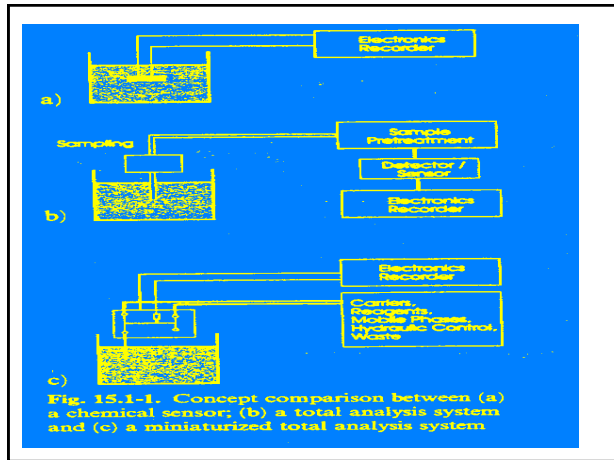 Electronics
Recorder
a)
Sampling
Sample
Pretreatment
Detector /
Sensor
Electronics
Recorder
b)
Electronics
Recorder
Carriers,
Reagents,
Mobile Phases,
Hydraulic Control,
Waste
c)
Fig. 15.1-1. Concept comparison between (a)
a chemical sensor; (b) a total analysis system
and (c) a miniaturized total analysis system